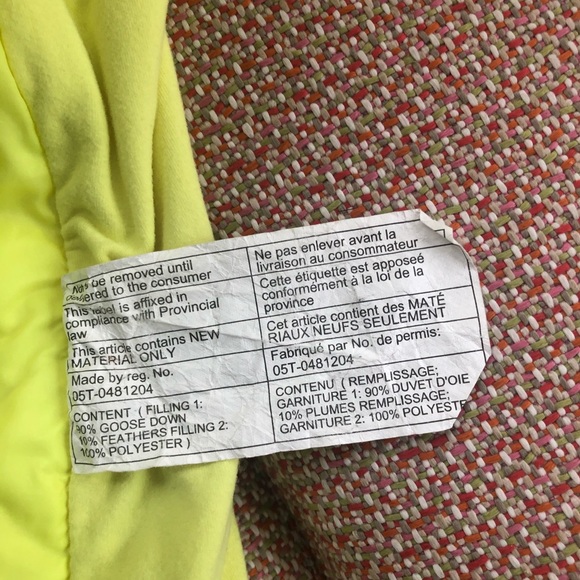 Not be removed until
delivered to the consumer
This label is affixed in
compliance with Provincial
law
This article contains NEW
MATERIAL ONLY
Made by reg. No.
05T-0481204
CONTENT ( FILLING 1:
90% GOOSE DOWN
10% FEATHERS FILLING 2:
100% POLYESTER )
Ne pas enlever avant la
livraison au consommateur
Cette étiquette est apposeé
conformément à la loi de la
province
Cet article contient des MATÉ
RIAUX NEUFS SEULEMENT
Fabriqué par No. de permis:
05T-0481204
CONTENU ( REMPLISSAGE;
GARNITURE 1: 90% DUVET D'OIE
10% PLUMES REMPLISSAGE;
GARNITURE 2: 100% POLYESTE